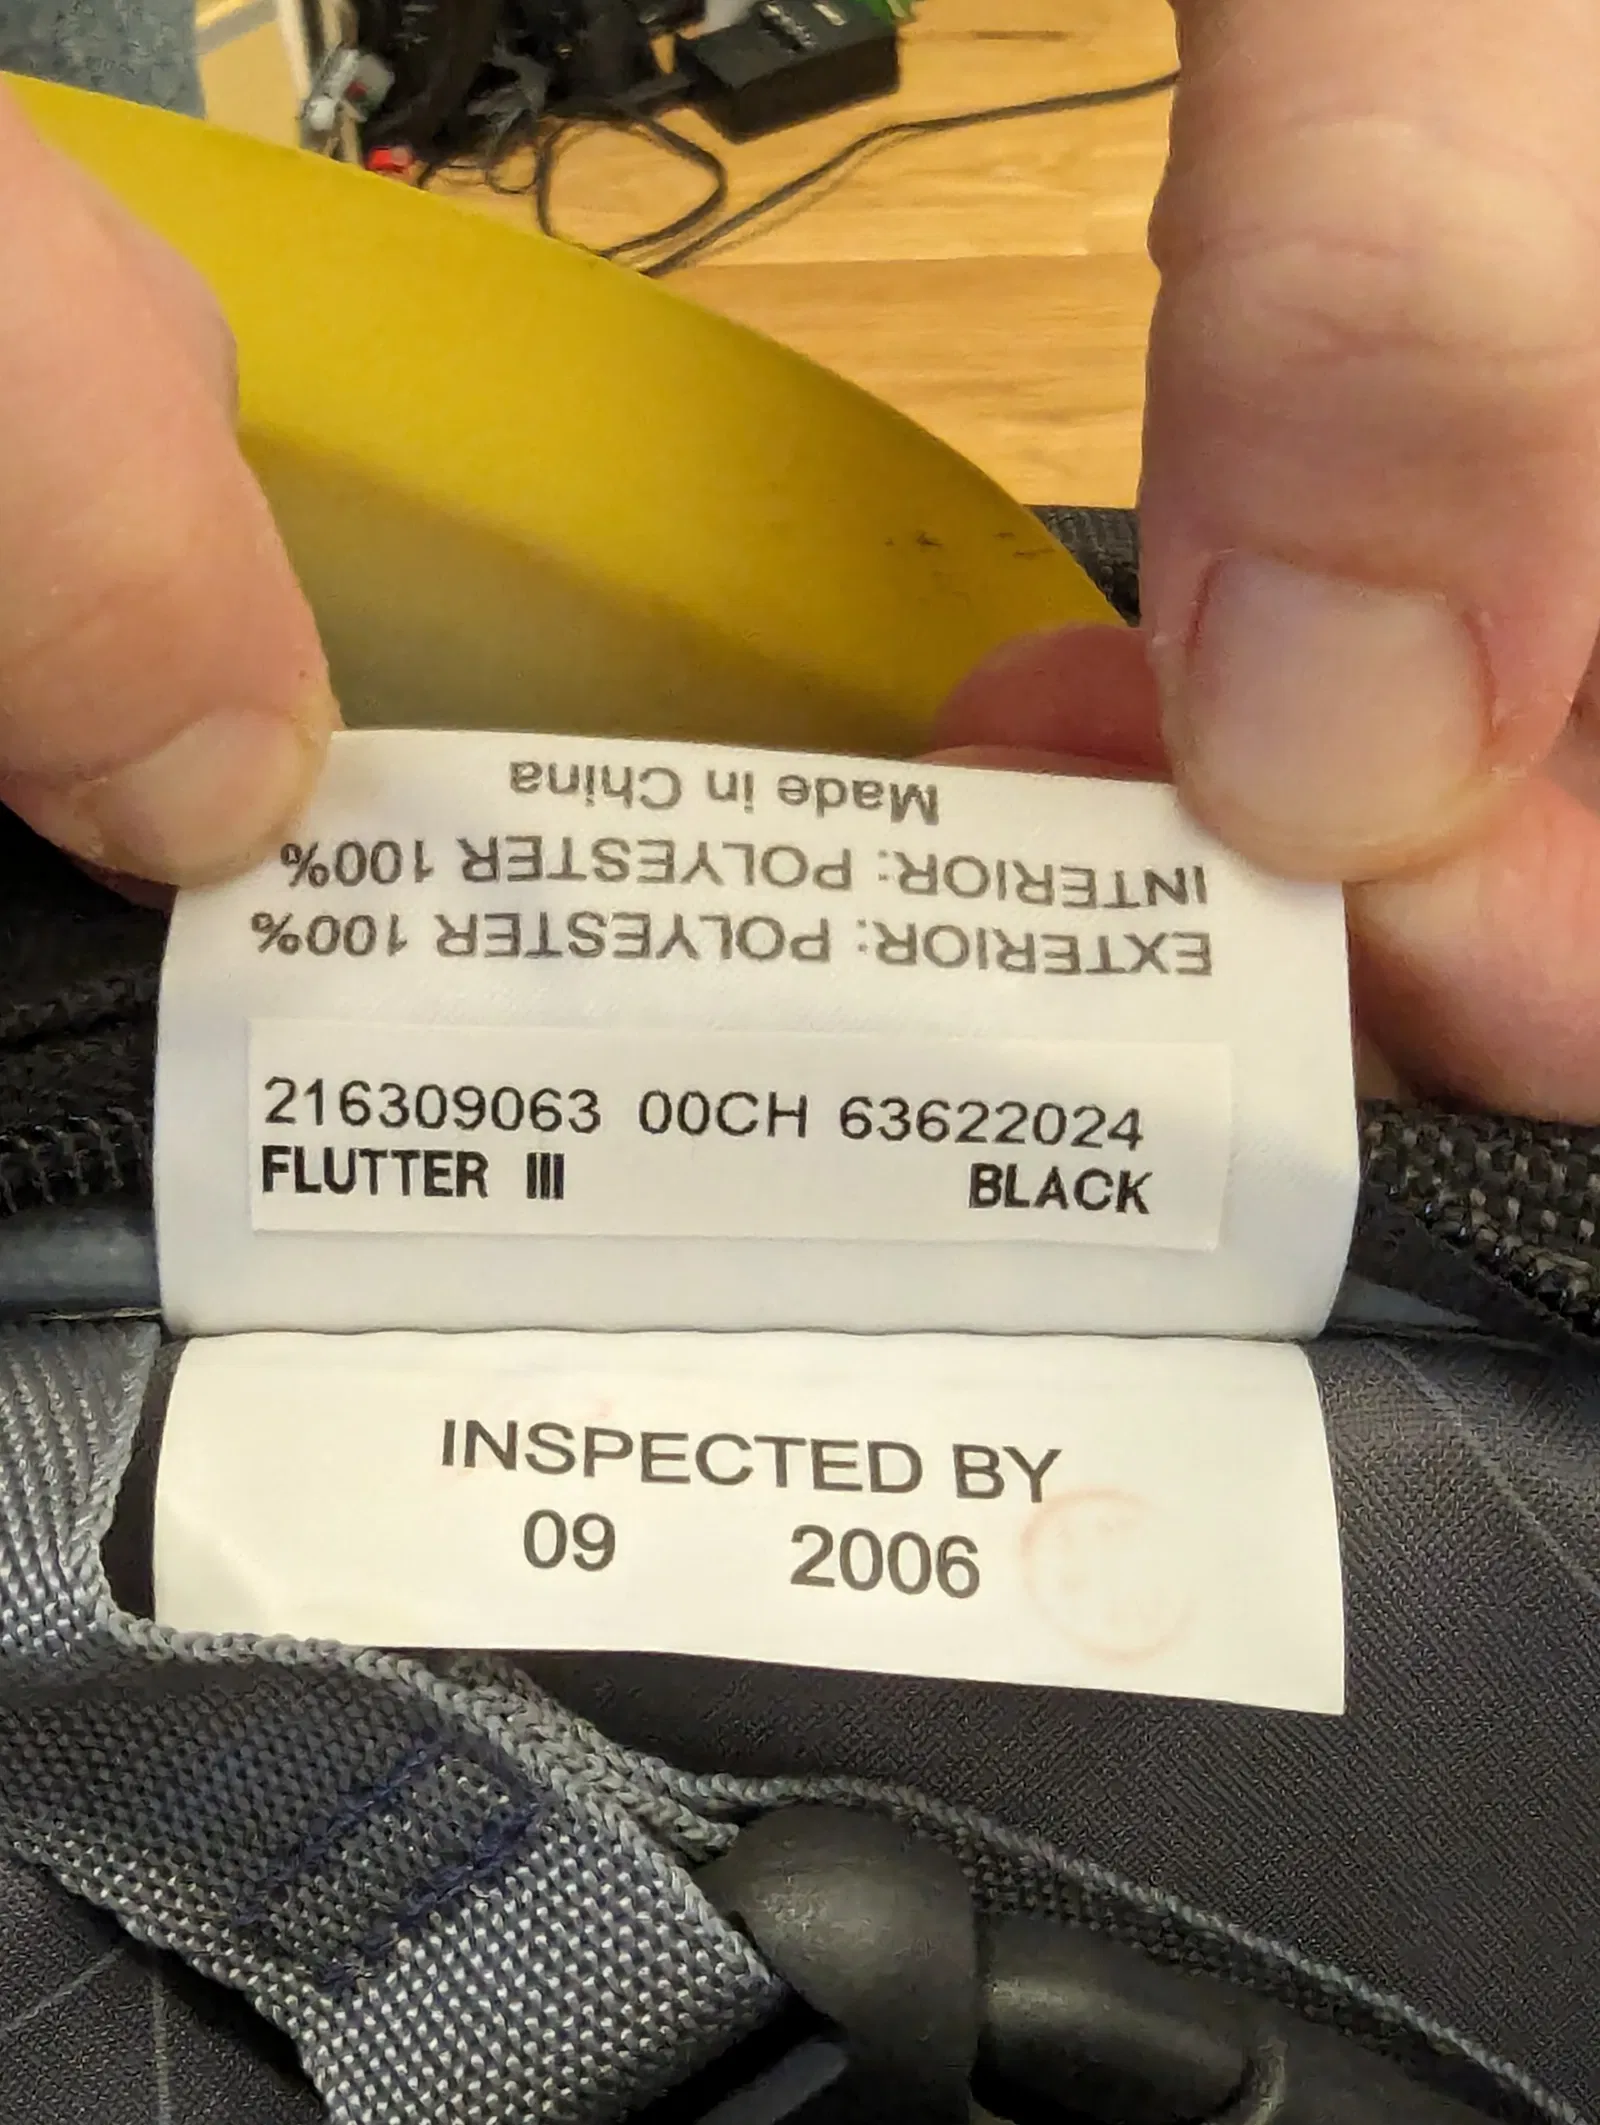 Made in China
INTERIOR: POLYESTER 100%
EXTERIOR: POLYESTER 100%
216309063 00CH 63622024
FLUTTER III BLACK
INSPECTED BY
09 2006